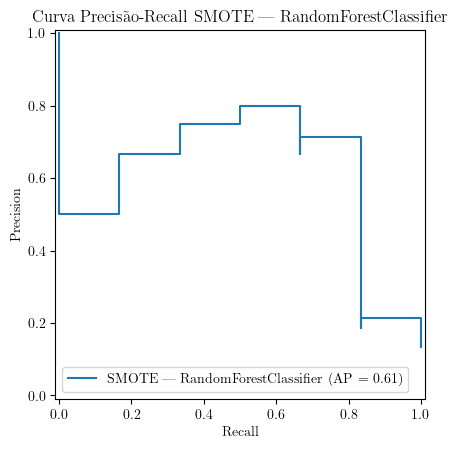 Curva Precisão-Recall SMOTE — RandomForestClassifier
1.0
0.8
0.6
0.4
0.2
0.0
Precision
SMOTE — RandomForestClassifier (AP = 0.61)
0.0 0.2 0.4 0.6 0.8 1.0
Recall